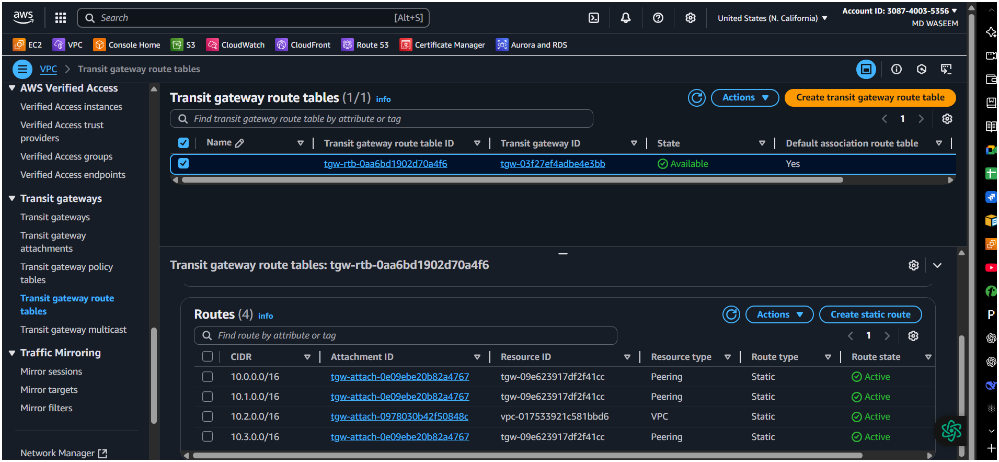 aws
Search [Alt+S]
United States (N. California)
Account ID: 3087-4003-5356
MD WASEEM
EC2 VPC Console Home S3 CloudWatch CloudFront Route 53 Certificate Manager Aurora and RDS
VPC Transit gateway route tables
AWS Verified Access
Verified Access instances
Verified Access trust
providers
Verified Access groups
Verified Access endpoints
Transit gateways
Transit gateways
Transit gateway
attachments
Transit gateway policy
tables
Transit gateway route
tables
Transit gateway multicast
Traffic Mirroring
Mirror sessions
Mirror targets
Mirror filters
Network Manager
Transit gateway route tables (1/1) info
Actions
Create transit gateway route table
Find transit gateway route table by attribute or tag
1
Name Transit gateway route table ID Transit gateway ID State Default association route table
tgw-rtb-0aa6bd1902d70a4f6 tgw-03f27ef4adbe4e3bb Available Yes
Transit gateway route tables: tgw-rtb-0aa6bd1902d70a4f6
Routes (4) info
Actions
Create static route
Find route by attribute or tag
1
CIDR Attachment ID Resource ID Resource type Route type Route state
10.0.0.0/16 tgw-attach-0e09ebe20b82a4767 tgw-09e623917df2f41cc Peering Static Active
10.1.0.0/16 tgw-attach-0e09ebe20b82a4767 tgw-09e623917df2f41cc Peering Static Active
10.2.0.0/16 tgw-attach-0978030b42f50848c vpc-017533921c581bbd6 VPC Static Active
10.3.0.0/16 tgw-attach-0e09ebe20b82a4767 tgw-09e623917df2f41cc Peering Static Active
P